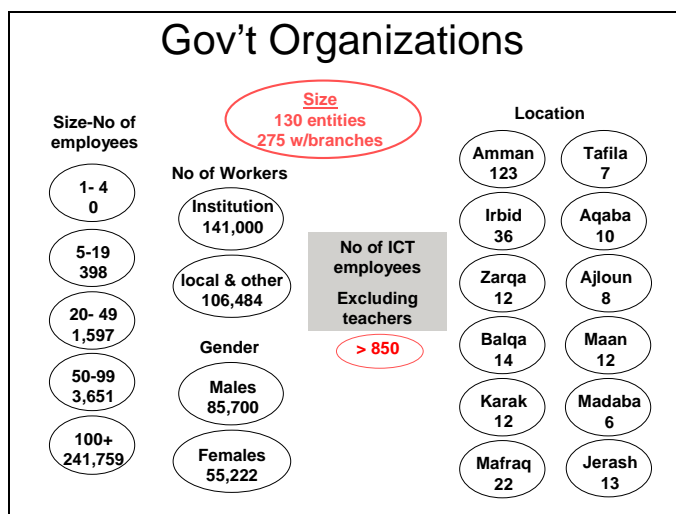 Gov't Organizations
Size
130 entities
275 w/branches
Size-No of
employees
1- 4
0
5-19
398
20- 49
1,597
50-99
3,651
100+
241,759
No of Workers
Institution
141,000
local & other
106,484
Gender
Males
85,700
Females
55,222
No of ICT
employees
Excluding
teachers
> 850
Location
Amman
123
Tafila
7
Irbid
36
Aqaba
10
Zarqa
12
Ajloun
8
Balqa
14
Maan
12
Karak
12
Madaba
6
Mafraq
22
Jerash
13